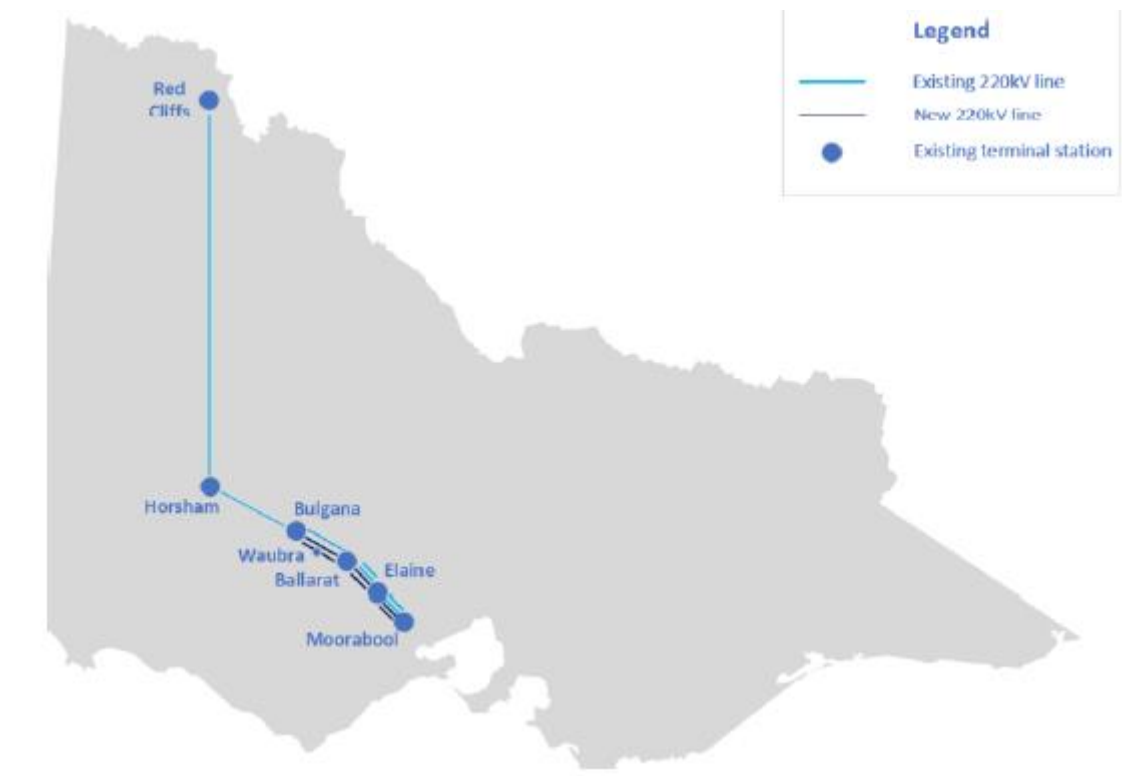 Legend
Existing 220kV line
New 220kV line
Existing terminal station
Red
Cliffs
Horsham
Bulgana
Waubra
Ballarat
Elaine
Moorabool